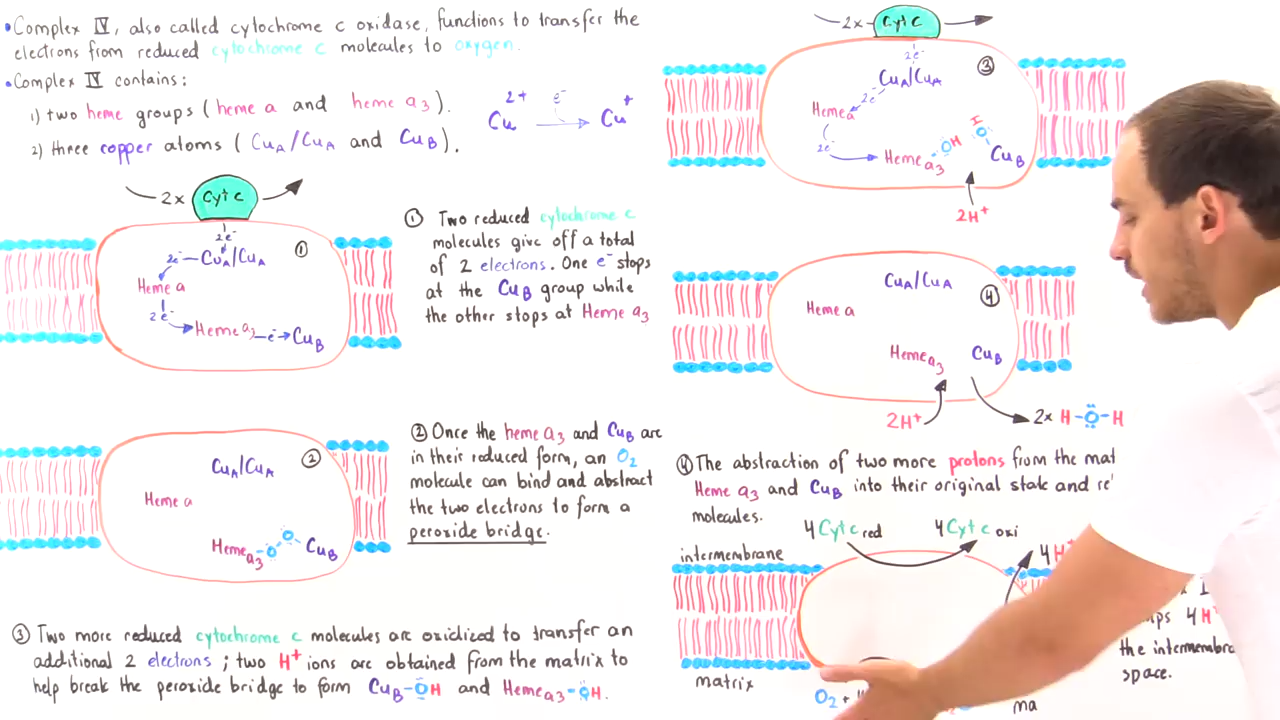 • Complex IV, also called cytochrome c oxidase, functions to transfer the
electrons from reduced cytochrome c molecules to oxygen.
• Complex IV contains:
1) two heme groups (heme a and heme a3).
2) three copper atoms (CuA/CuA and CuB).
Cu2+ e- Cu+
2x Cyt c
2e-
2e- CuA/CuA
①
Heme a
2e-
Heme a3 e- CuB
① Two reduced cytochrome c
molecules give off a total
of 2 electrons. One e- stops
at the CuB group while
the other stops at Heme a3
CuA/CuA
②
Heme a
Heme a3-O-O CuB
② Once the heme a3 and CuB are
in their reduced form, an O2
molecule can bind and abstract
the two electrons to form a
peroxide bridge.
③ Two more reduced cytochrome c molecules are oxidized to transfer an
additional 2 electrons; two H+ ions are obtained from the matrix to
help break the peroxide bridge to form CuB-OH and Heme a3-OH.
2x Cyt c
2e-
CuA/CuA
③
2e-
Heme a
2e-
Heme a3 OH OH CuB
2H+
CuA/CuA
④
Heme a
Heme a3 CuB
2H+
2x H-O-H
④ The abstraction of two more protons from the mat
Heme a3 and CuB into their original state and re
molecules.
4 Cyt c red 4 Cyt c oxi
intermembrane
4H+
4H+
the intermembra
space.
matrix
O2 +
ma